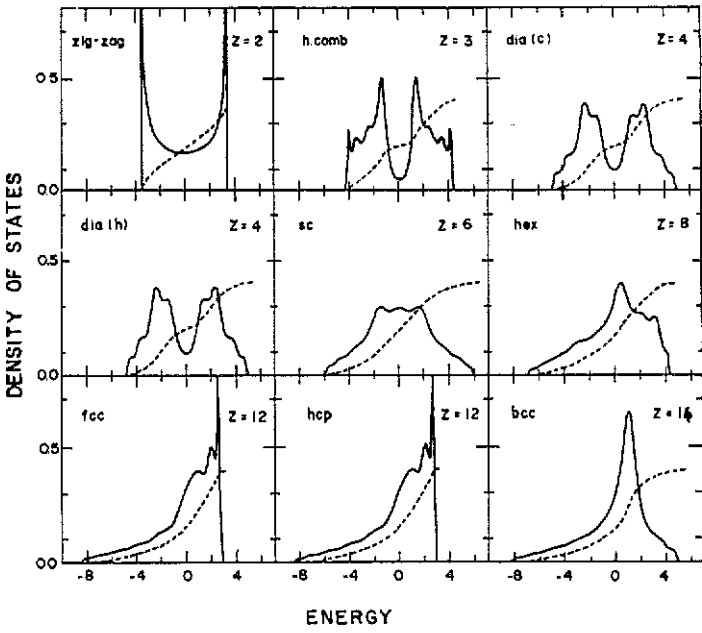 zig-zag Z=2
h.comb Z=3
dia(c) Z=4
0.5
0.0
dia(h) Z=4
sc Z=6
hex Z=8
0.5
0.0
fcc Z=12
hcp Z=12
bcc
0.5
0.0
-8 -4 0 4
-8 -4 0 4
-8 -4 0 4
DENSITY OF STATES
ENERGY